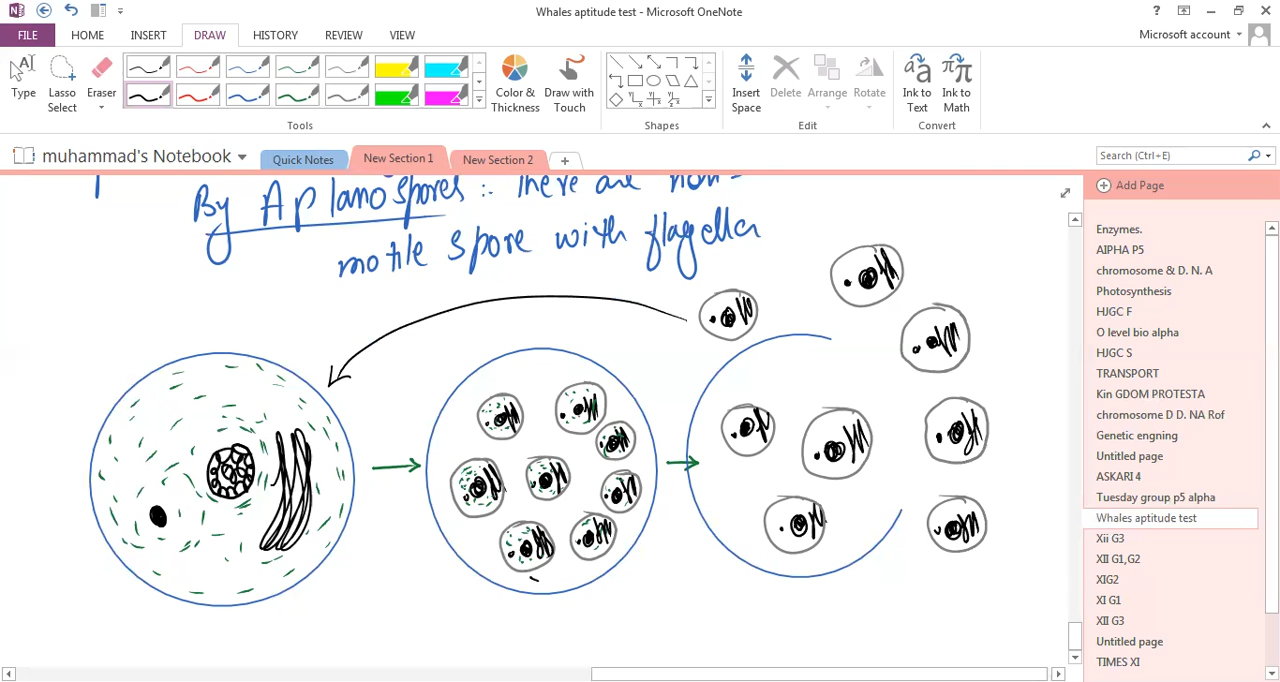 Whales aptitude test - Microsoft OneNote
?
Microsoft account
FILE HOME INSERT DRAW HISTORY REVIEW VIEW
Type
Lasso Select
Eraser
Color & Thickness
Draw with Touch
Insert Space
Delete
Arrange
Rotate
Ink to Text
Ink to Math
Tools
Shapes
Edit
Convert
muhammad's Notebook
Quick Notes
New Section 1
New Section 2
Search (Ctrl+E)
By Aplanospores :- There are non-
motile spore with flagella
Add Page
Enzymes.
AlPHA P5
chromosome & D. N. A
Photosynthesis
HJGC F
O level bio alpha
HJGC S
TRANSPORT
Kin GDOM PROTESTA
chromosome D D. NA Rof
Genetic engning
Untitled page
ASKARI 4
Tuesday group p5 alpha
Whales aptitude test
Xii G3
XII G1,G2
XIG2
XI G1
XII G3
Untitled page
TIMES XI